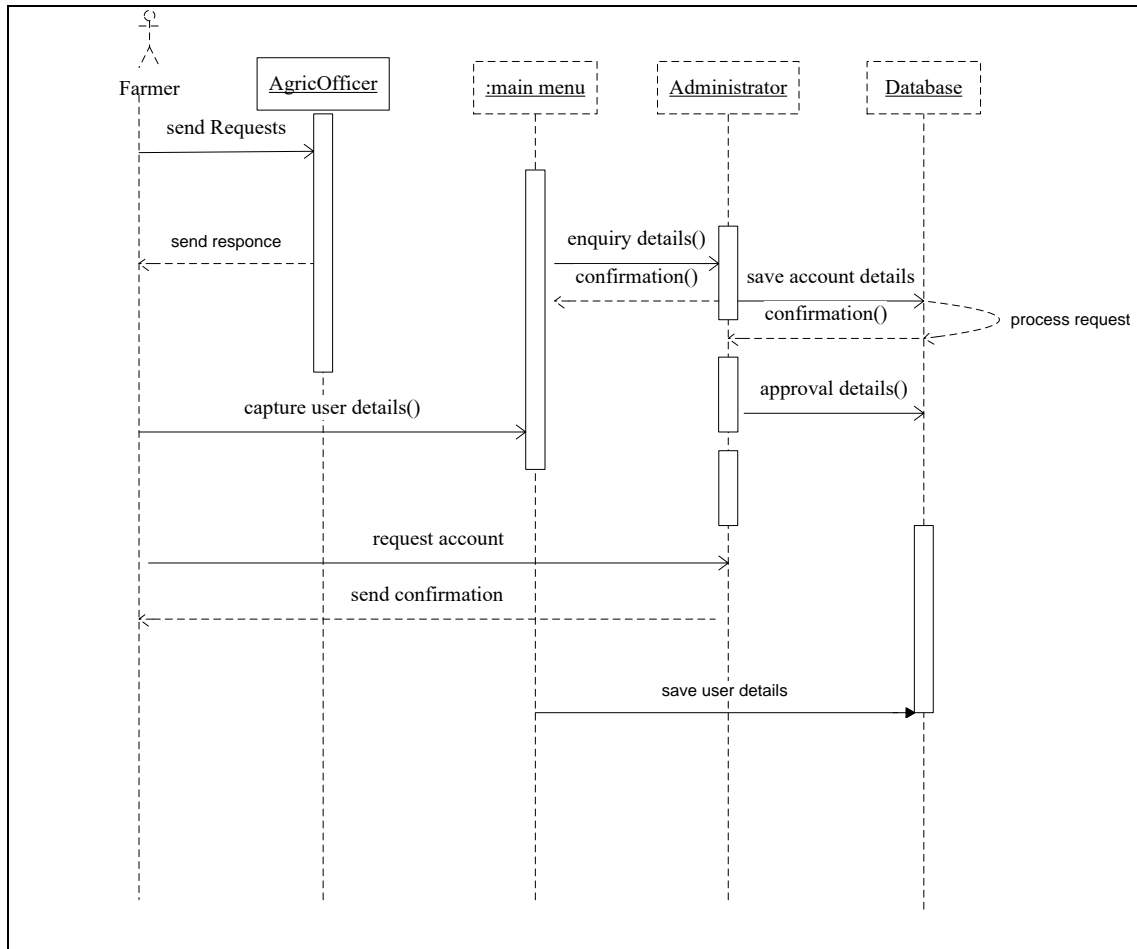 Farmer
AgricOfficer
:main menu
Administrator
Database
send Requests
send responce
enquiry details()
confirmation()
save account details
confirmation()
process request
approval details()
capture user details()
request account
send confirmation
save user details